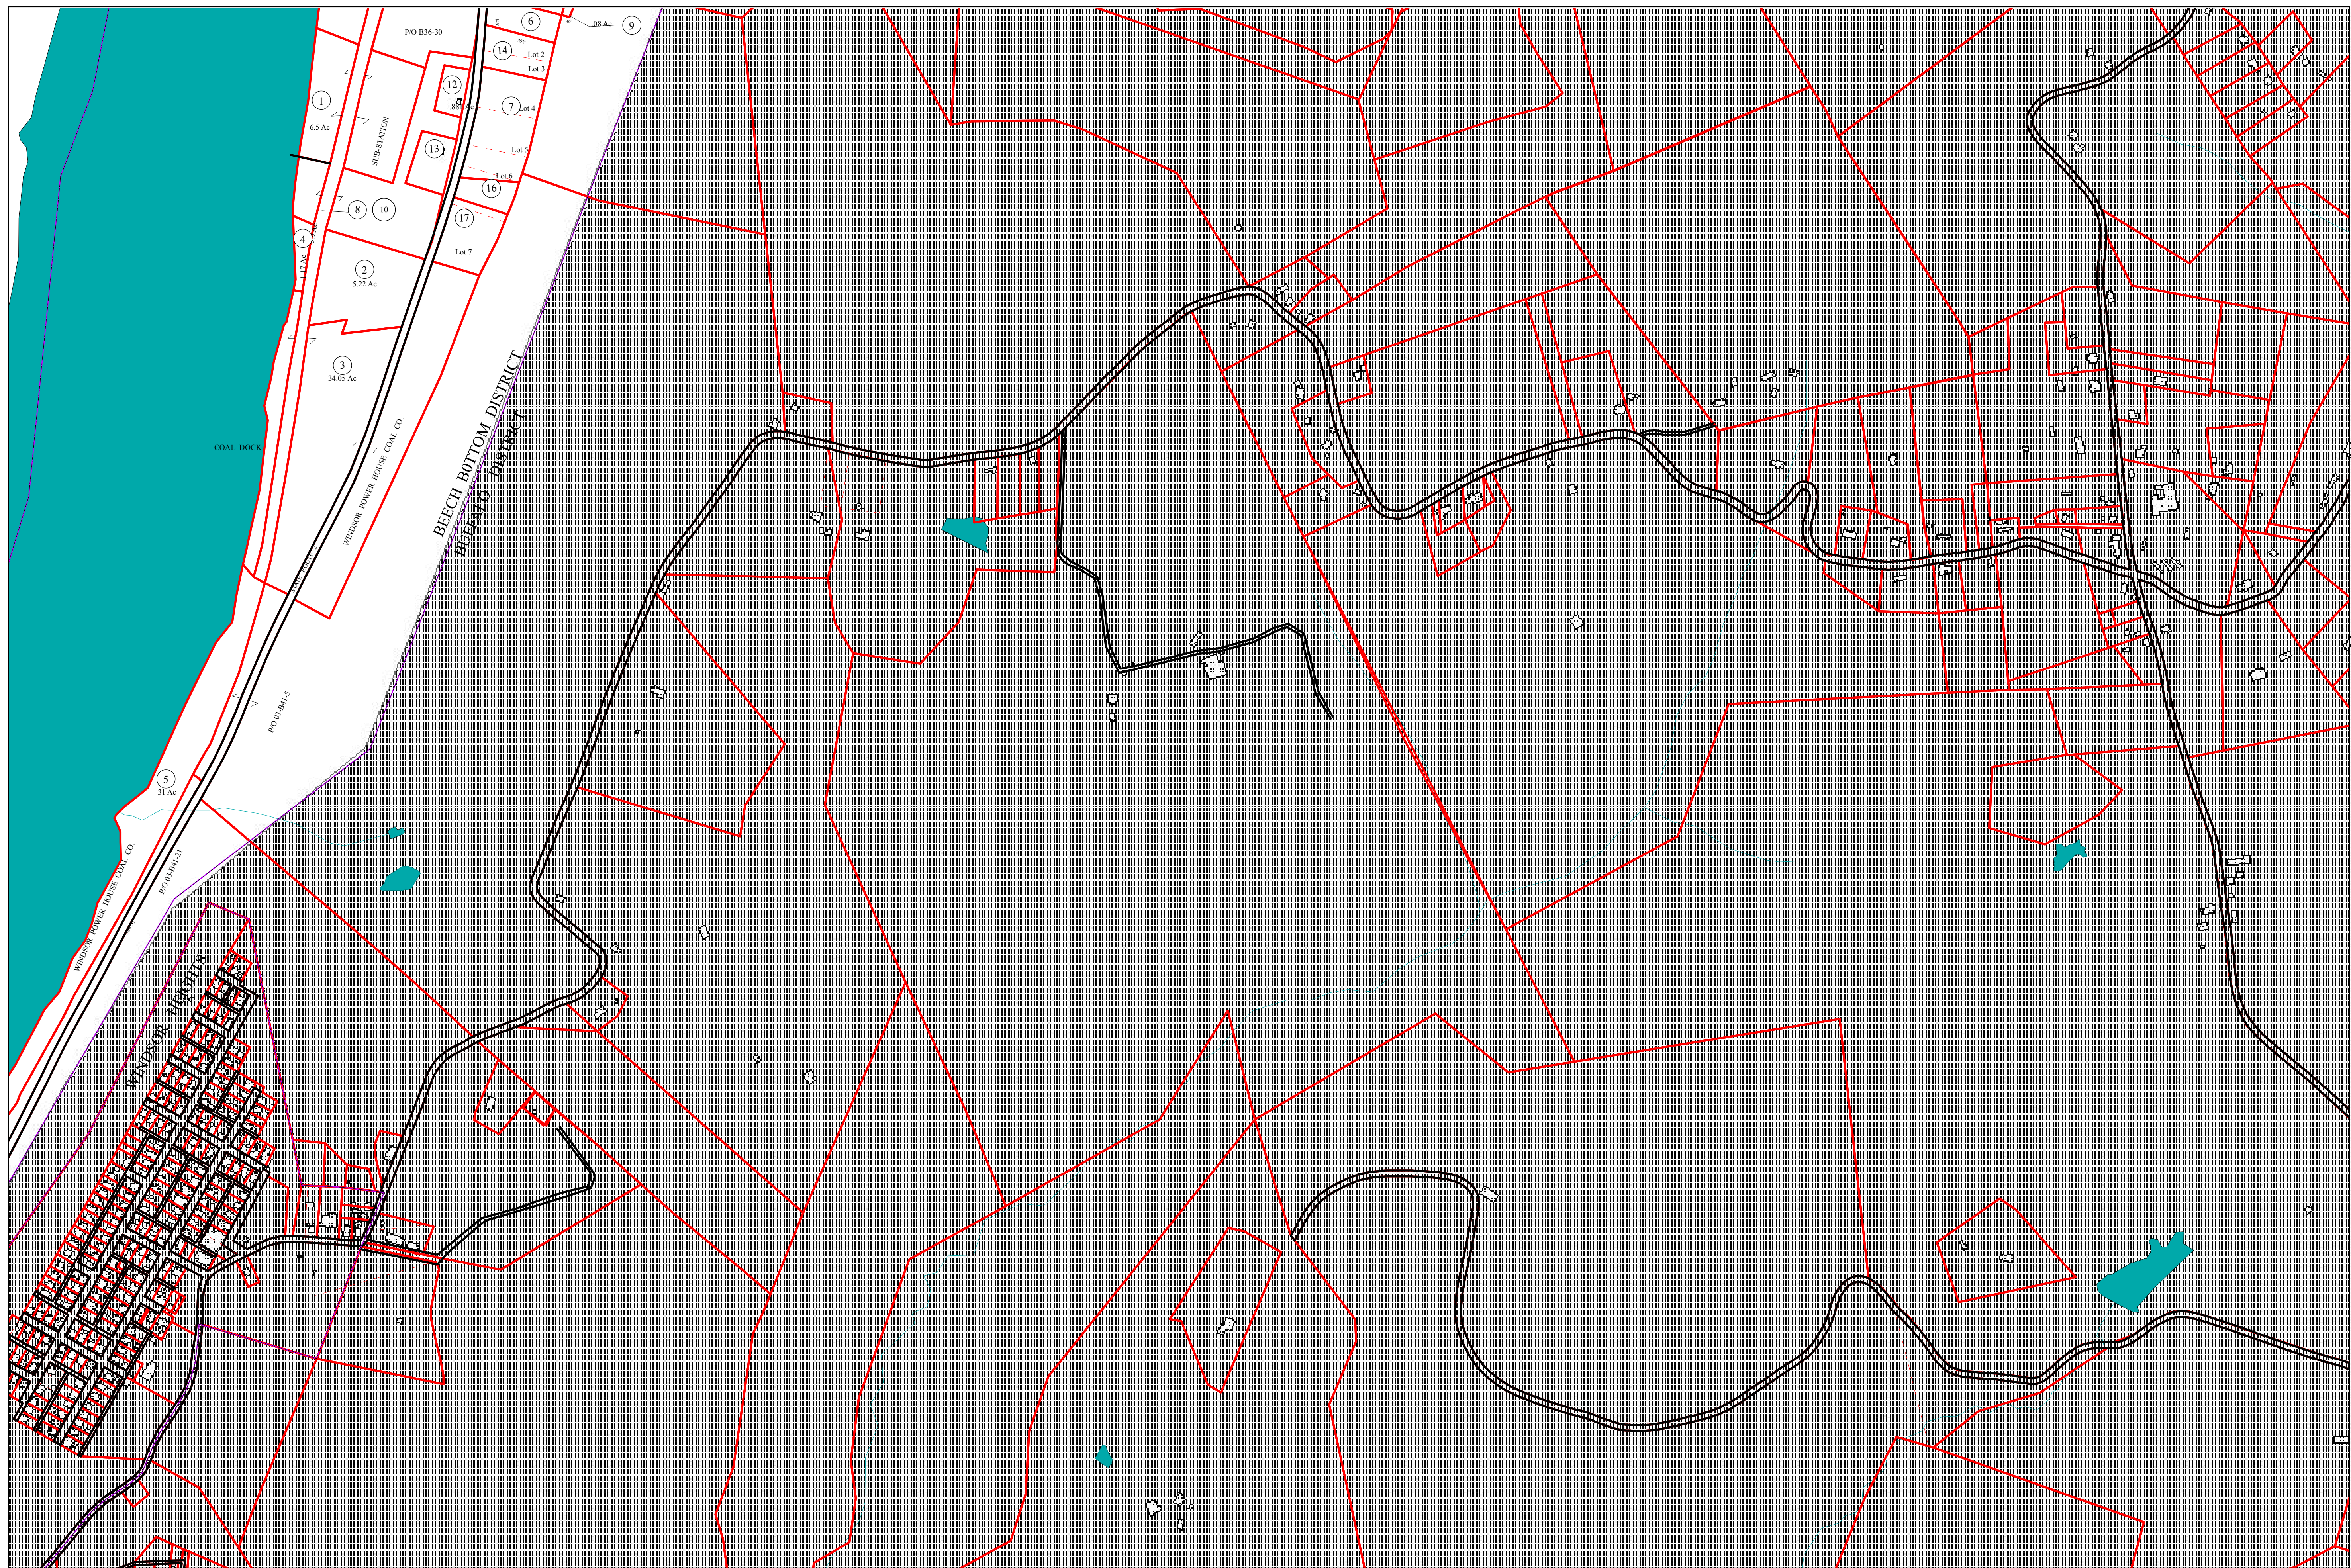 P/O B36-30
6
.08 Ac
9
14
Lot 2
Lot 3
12
7
Lot 4
1
6.5 Ac
SUB-STATION
13
Lot 5
Lot 6
16
8
10
17
4
1.17 Ac
Lot 7
2
5.22 Ac
3
34.05 Ac
COAL DOCK
WINDSOR POWER HOUSE COAL CO.
BEECH BOTTOM DISTRICT
BUFFALO DISTRICT
P/O 03-B41-5
5
31 Ac
WINDSOR POWER HOUSE COAL CO.
P/O 03-B41-21
WINDSOR HEIGHTS